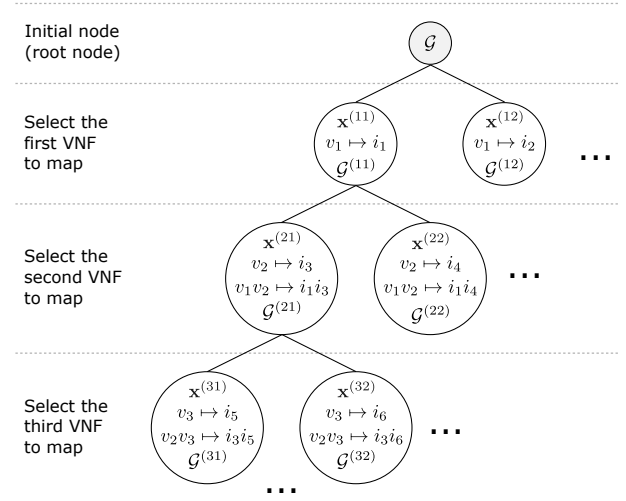 Initial node
(root node)
𝒢
Select the
first VNF
to map
𝐱⁽¹¹⁾
v₁ ↦ i₁
𝒢⁽¹¹⁾
𝐱⁽¹²⁾
v₁ ↦ i₂
𝒢⁽¹²⁾
...
Select the
second VNF
to map
𝐱⁽²¹⁾
v₂ ↦ i₃
v₁v₂ ↦ i₁i₃
𝒢⁽²¹⁾
𝐱⁽²²⁾
v₂ ↦ i₄
v₁v₂ ↦ i₁i₄
𝒢⁽²²⁾
...
Select the
third VNF
to map
𝐱⁽³¹⁾
v₃ ↦ i₅
v₂v₃ ↦ i₃i₅
𝒢⁽³¹⁾
𝐱⁽³²⁾
v₃ ↦ i₆
v₂v₃ ↦ i₃i₆
𝒢⁽³²⁾
...
...